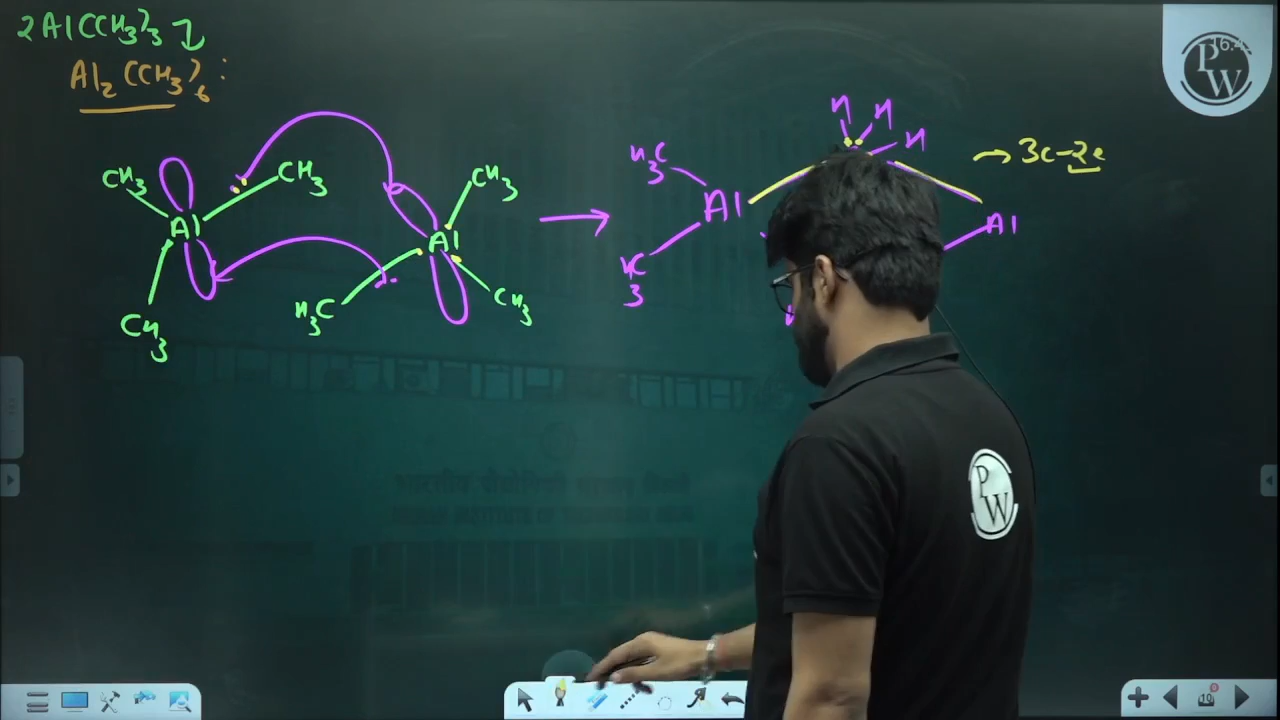 2Al(CH3)3
Al2(CH3)6 :
CH3
CH3
Al
CH3
CH3
Al
H3C
CH3
H H H
H3C
Al
H3C
Al
→ 3c-2e
PW
PW
10